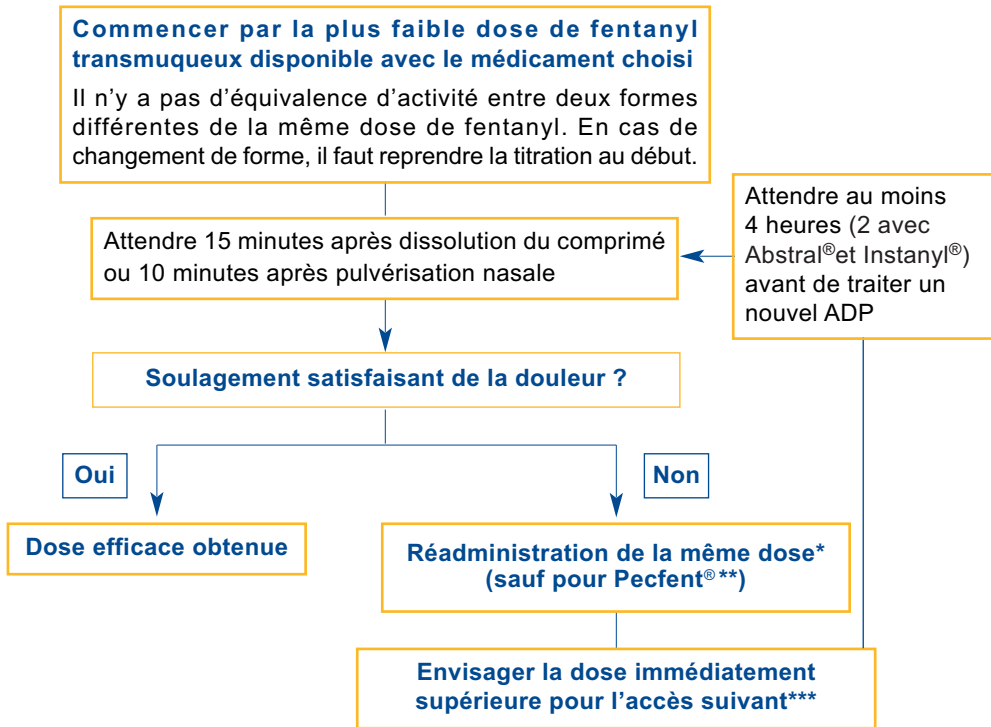 Commencer par la plus faible dose de fentanyl
transmuqueux disponible avec le médicament choisi
Il n’y a pas d’équivalence d’activité entre deux formes
différentes de la même dose de fentanyl. En cas de
changement de forme, il faut reprendre la titration au début.
Attendre au moins
4 heures (2 avec
Abstral®et Instanyl®)
avant de traiter un
nouvel ADP
Attendre 15 minutes après dissolution du comprimé
ou 10 minutes après pulvérisation nasale
Soulagement satisfaisant de la douleur ?
Oui
Non
Dose efficace obtenue
Réadministration de la même dose*
(sauf pour Pecfent® **)
Envisager la dose immédiatement
supérieure pour l’accès suivant***